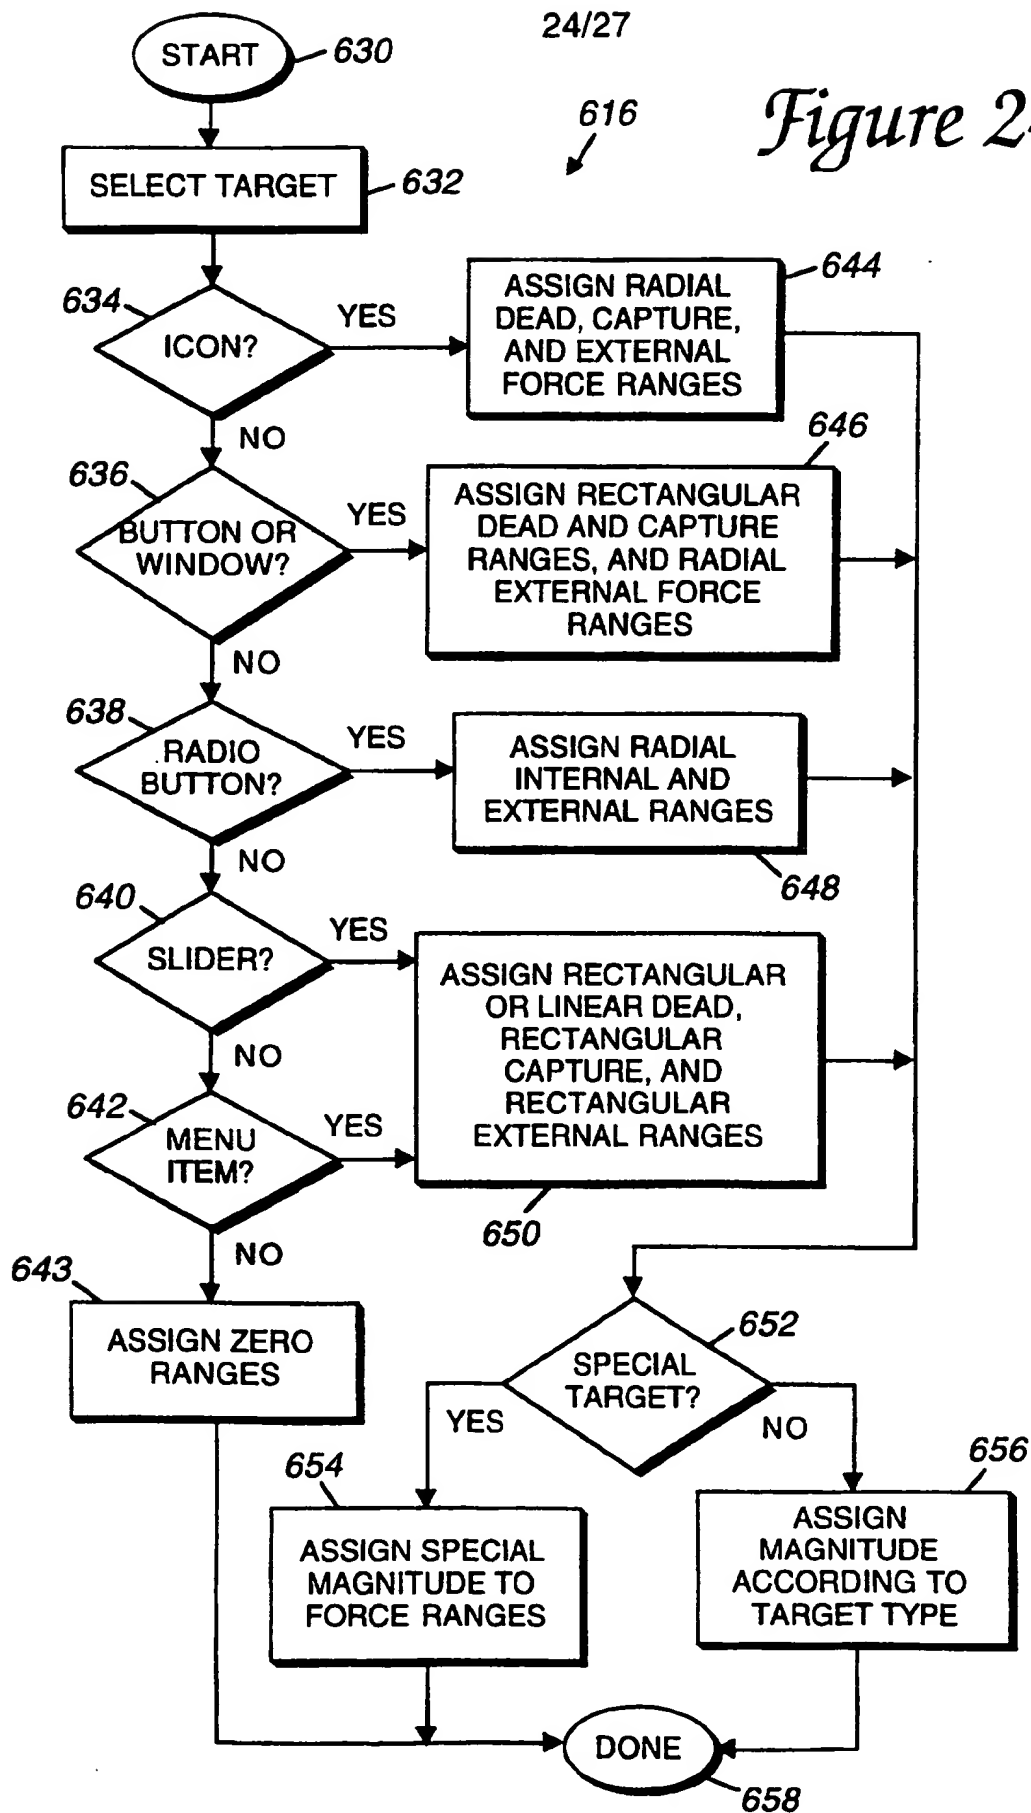 24/27
Figure 2
616
START
630
SELECT TARGET
632
634
ICON?
YES
NO
644
ASSIGN RADIAL
DEAD, CAPTURE,
AND EXTERNAL
FORCE RANGES
636
BUTTON OR
WINDOW?
YES
NO
646
ASSIGN RECTANGULAR
DEAD AND CAPTURE
RANGES, AND RADIAL
EXTERNAL FORCE
RANGES
638
RADIO
BUTTON?
YES
NO
ASSIGN RADIAL
INTERNAL AND
EXTERNAL RANGES
648
640
SLIDER?
YES
NO
ASSIGN RECTANGULAR
OR LINEAR DEAD,
RECTANGULAR
CAPTURE, AND
RECTANGULAR
EXTERNAL RANGES
650
642
MENU
ITEM?
YES
NO
643
ASSIGN ZERO
RANGES
652
SPECIAL
TARGET?
YES
NO
654
ASSIGN SPECIAL
MAGNITUDE TO
FORCE RANGES
656
ASSIGN
MAGNITUDE
ACCORDING TO
TARGET TYPE
DONE
658